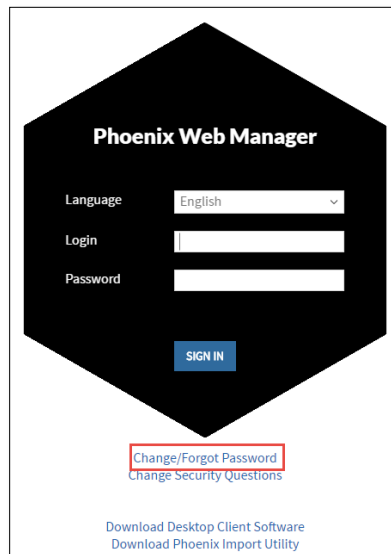 Phoenix Web Manager
Language English
Login
Password
SIGN IN
Change/Forgot Password
Change Security Questions
Download Desktop Client Software
Download Phoenix Import Utility